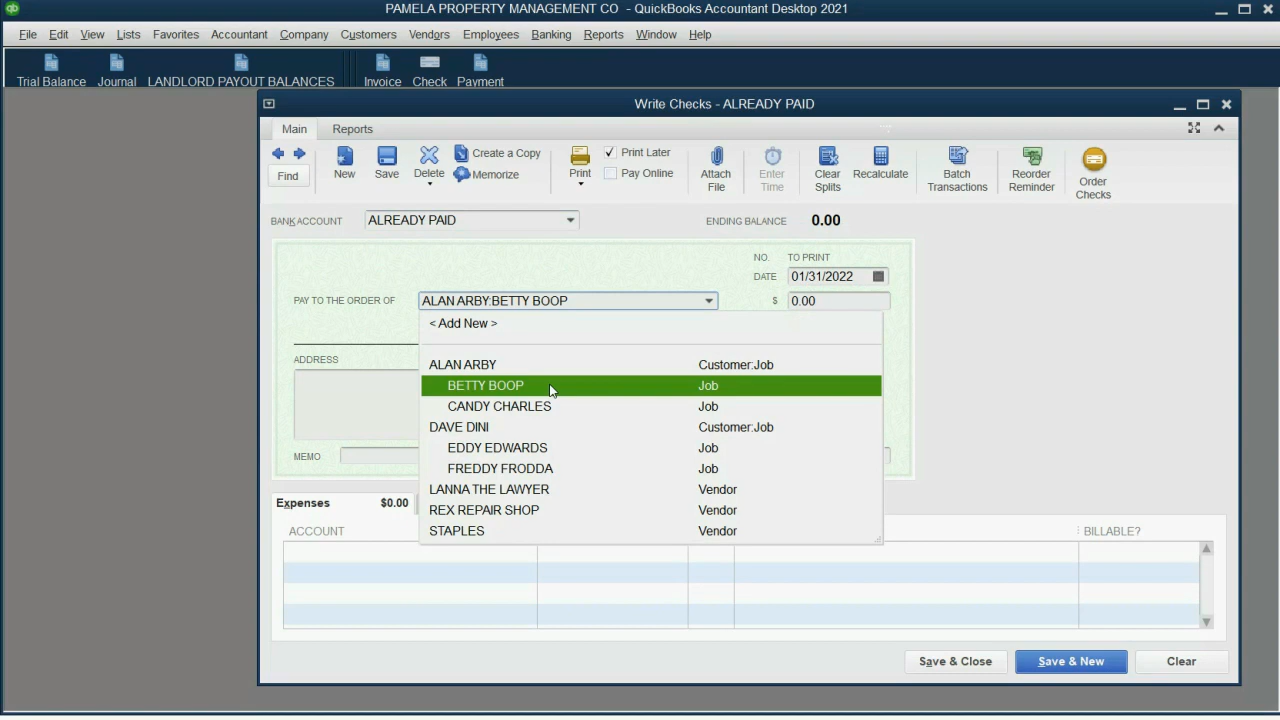 PAMELA PROPERTY MANAGEMENT CO - QuickBooks Accountant Desktop 2021
File Edit View Lists Favorites Accountant Company Customers Vendors Employees Banking Reports Window Help
Trial Balance Journal LANDLORD PAYOUT BALANCES Invoice Check Payment
Write Checks - ALREADY PAID
Main Reports
Find New Save Delete Create a Copy Memorize Print Print Later Pay Online Attach File Enter Time Clear Splits Recalculate Batch Transactions Reorder Reminder Order Checks
BANK ACCOUNT ALREADY PAID ENDING BALANCE 0.00
NO. TO PRINT
DATE 01/31/2022
PAY TO THE ORDER OF ALAN ARBY:BETTY BOOP $ 0.00
< Add New >
ADDRESS
ALAN ARBY Customer:Job
BETTY BOOP Job
CANDY CHARLES Job
DAVE DINI Customer:Job
EDDY EDWARDS Job
MEMO
FREDDY FRODDA Job
LANNA THE LAWYER Vendor
Expenses $0.00
REX REPAIR SHOP Vendor
ACCOUNT STAPLES Vendor BILLABLE?
Save & Close Save & New Clear